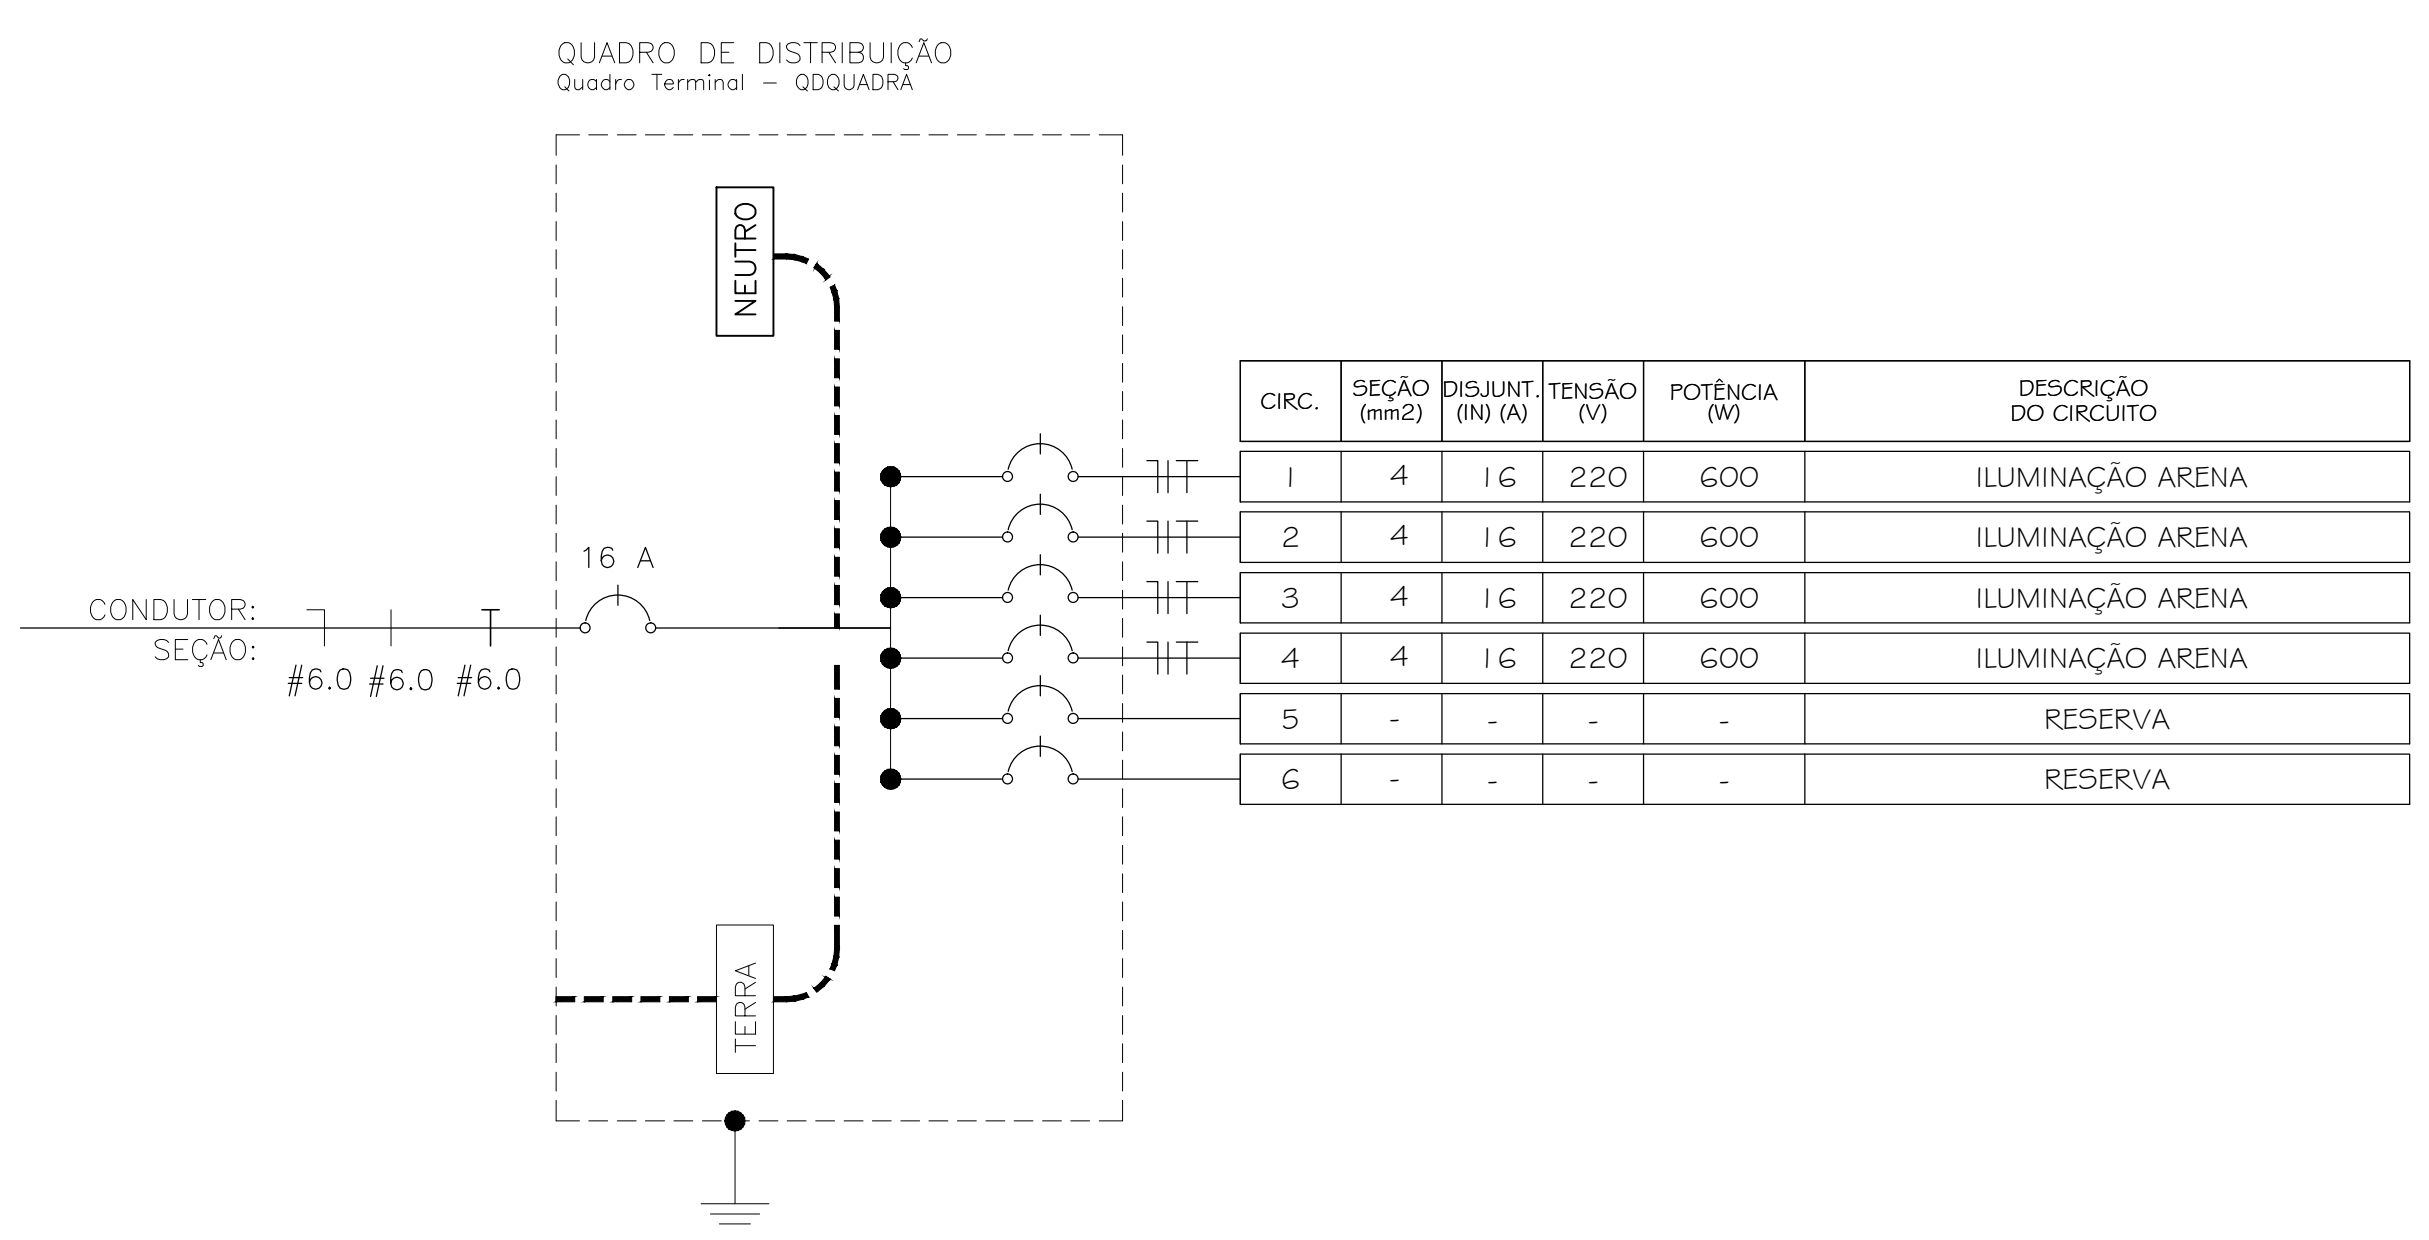 QUADRO DE DISTRIBUIÇÃO
Quadro Terminal - QDQUADRA
NEUTRO
16 A
CONDUTOR:
SEÇÃO:
#6.0 #6.0 #6.0
TERRA
CIRC. SEÇÃO (mm2) DISJUNT. (IN) (A) TENSÃO (V) POTÊNCIA (W) DESCRIÇÃO DO CIRCUITO
1 4 16 220 600 ILUMINAÇÃO ARENA
2 4 16 220 600 ILUMINAÇÃO ARENA
3 4 16 220 600 ILUMINAÇÃO ARENA
4 4 16 220 600 ILUMINAÇÃO ARENA
5 - - - - RESERVA
6 - - - - RESERVA